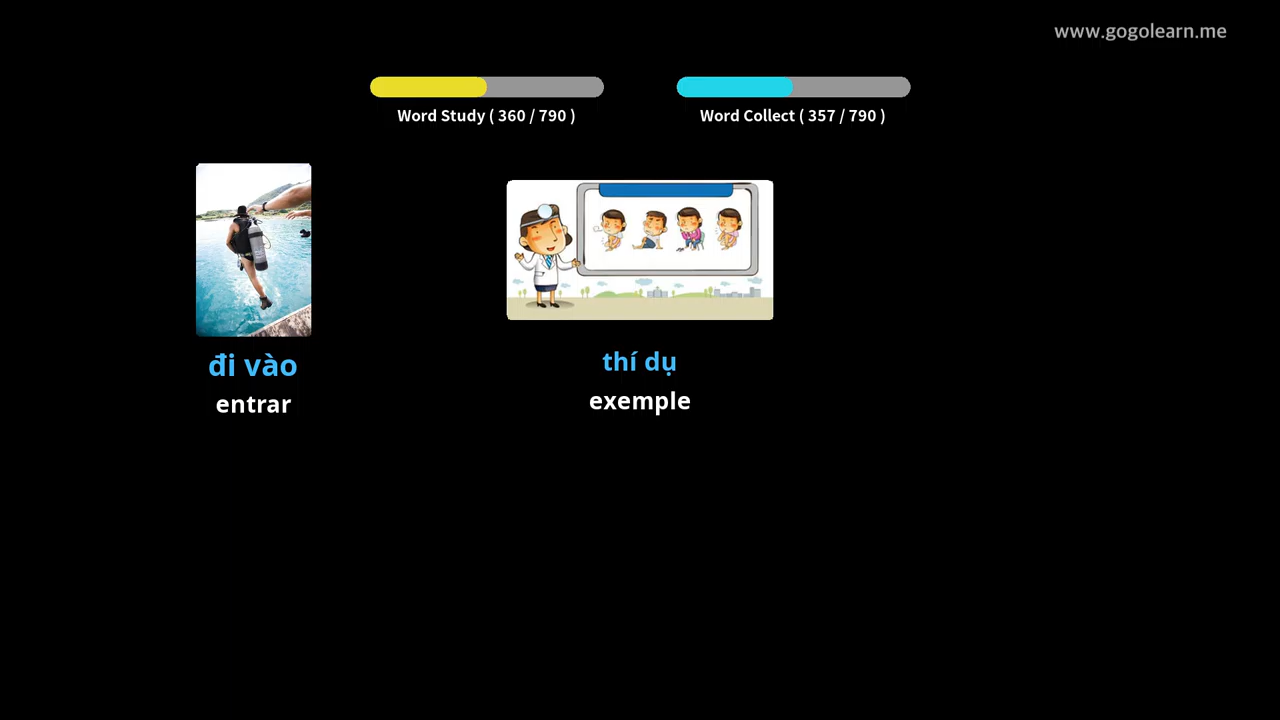 www.gogolearn.me
Word Study ( 360 / 790 )
Word Collect ( 357 / 790 )
đi vào
entrar
thí dụ
exemple